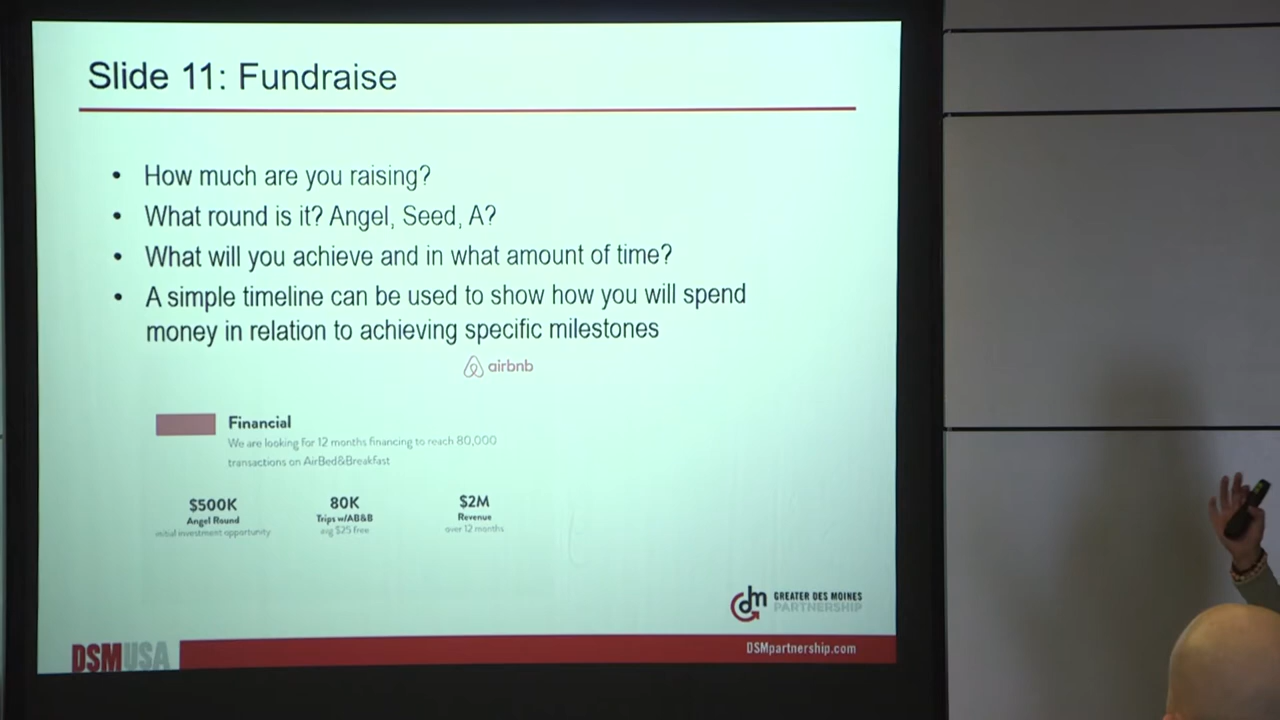 Slide 11: Fundraise
• How much are you raising?
• What round is it? Angel, Seed, A?
• What will you achieve and in what amount of time?
• A simple timeline can be used to show how you will spend
money in relation to achieving specific milestones
airbnb
Financial
We are looking for 12 months financing to reach 80,000
transactions on AirBed&Breakfast
$500K
Angel Round
initial investment opportunity
80K
Trips w/AB&B
avg $25 free
$2M
Revenue
over 12 months
dm
GREATER DES MOINES
PARTNERSHIP
DSMUSA
DSMpartnership.com